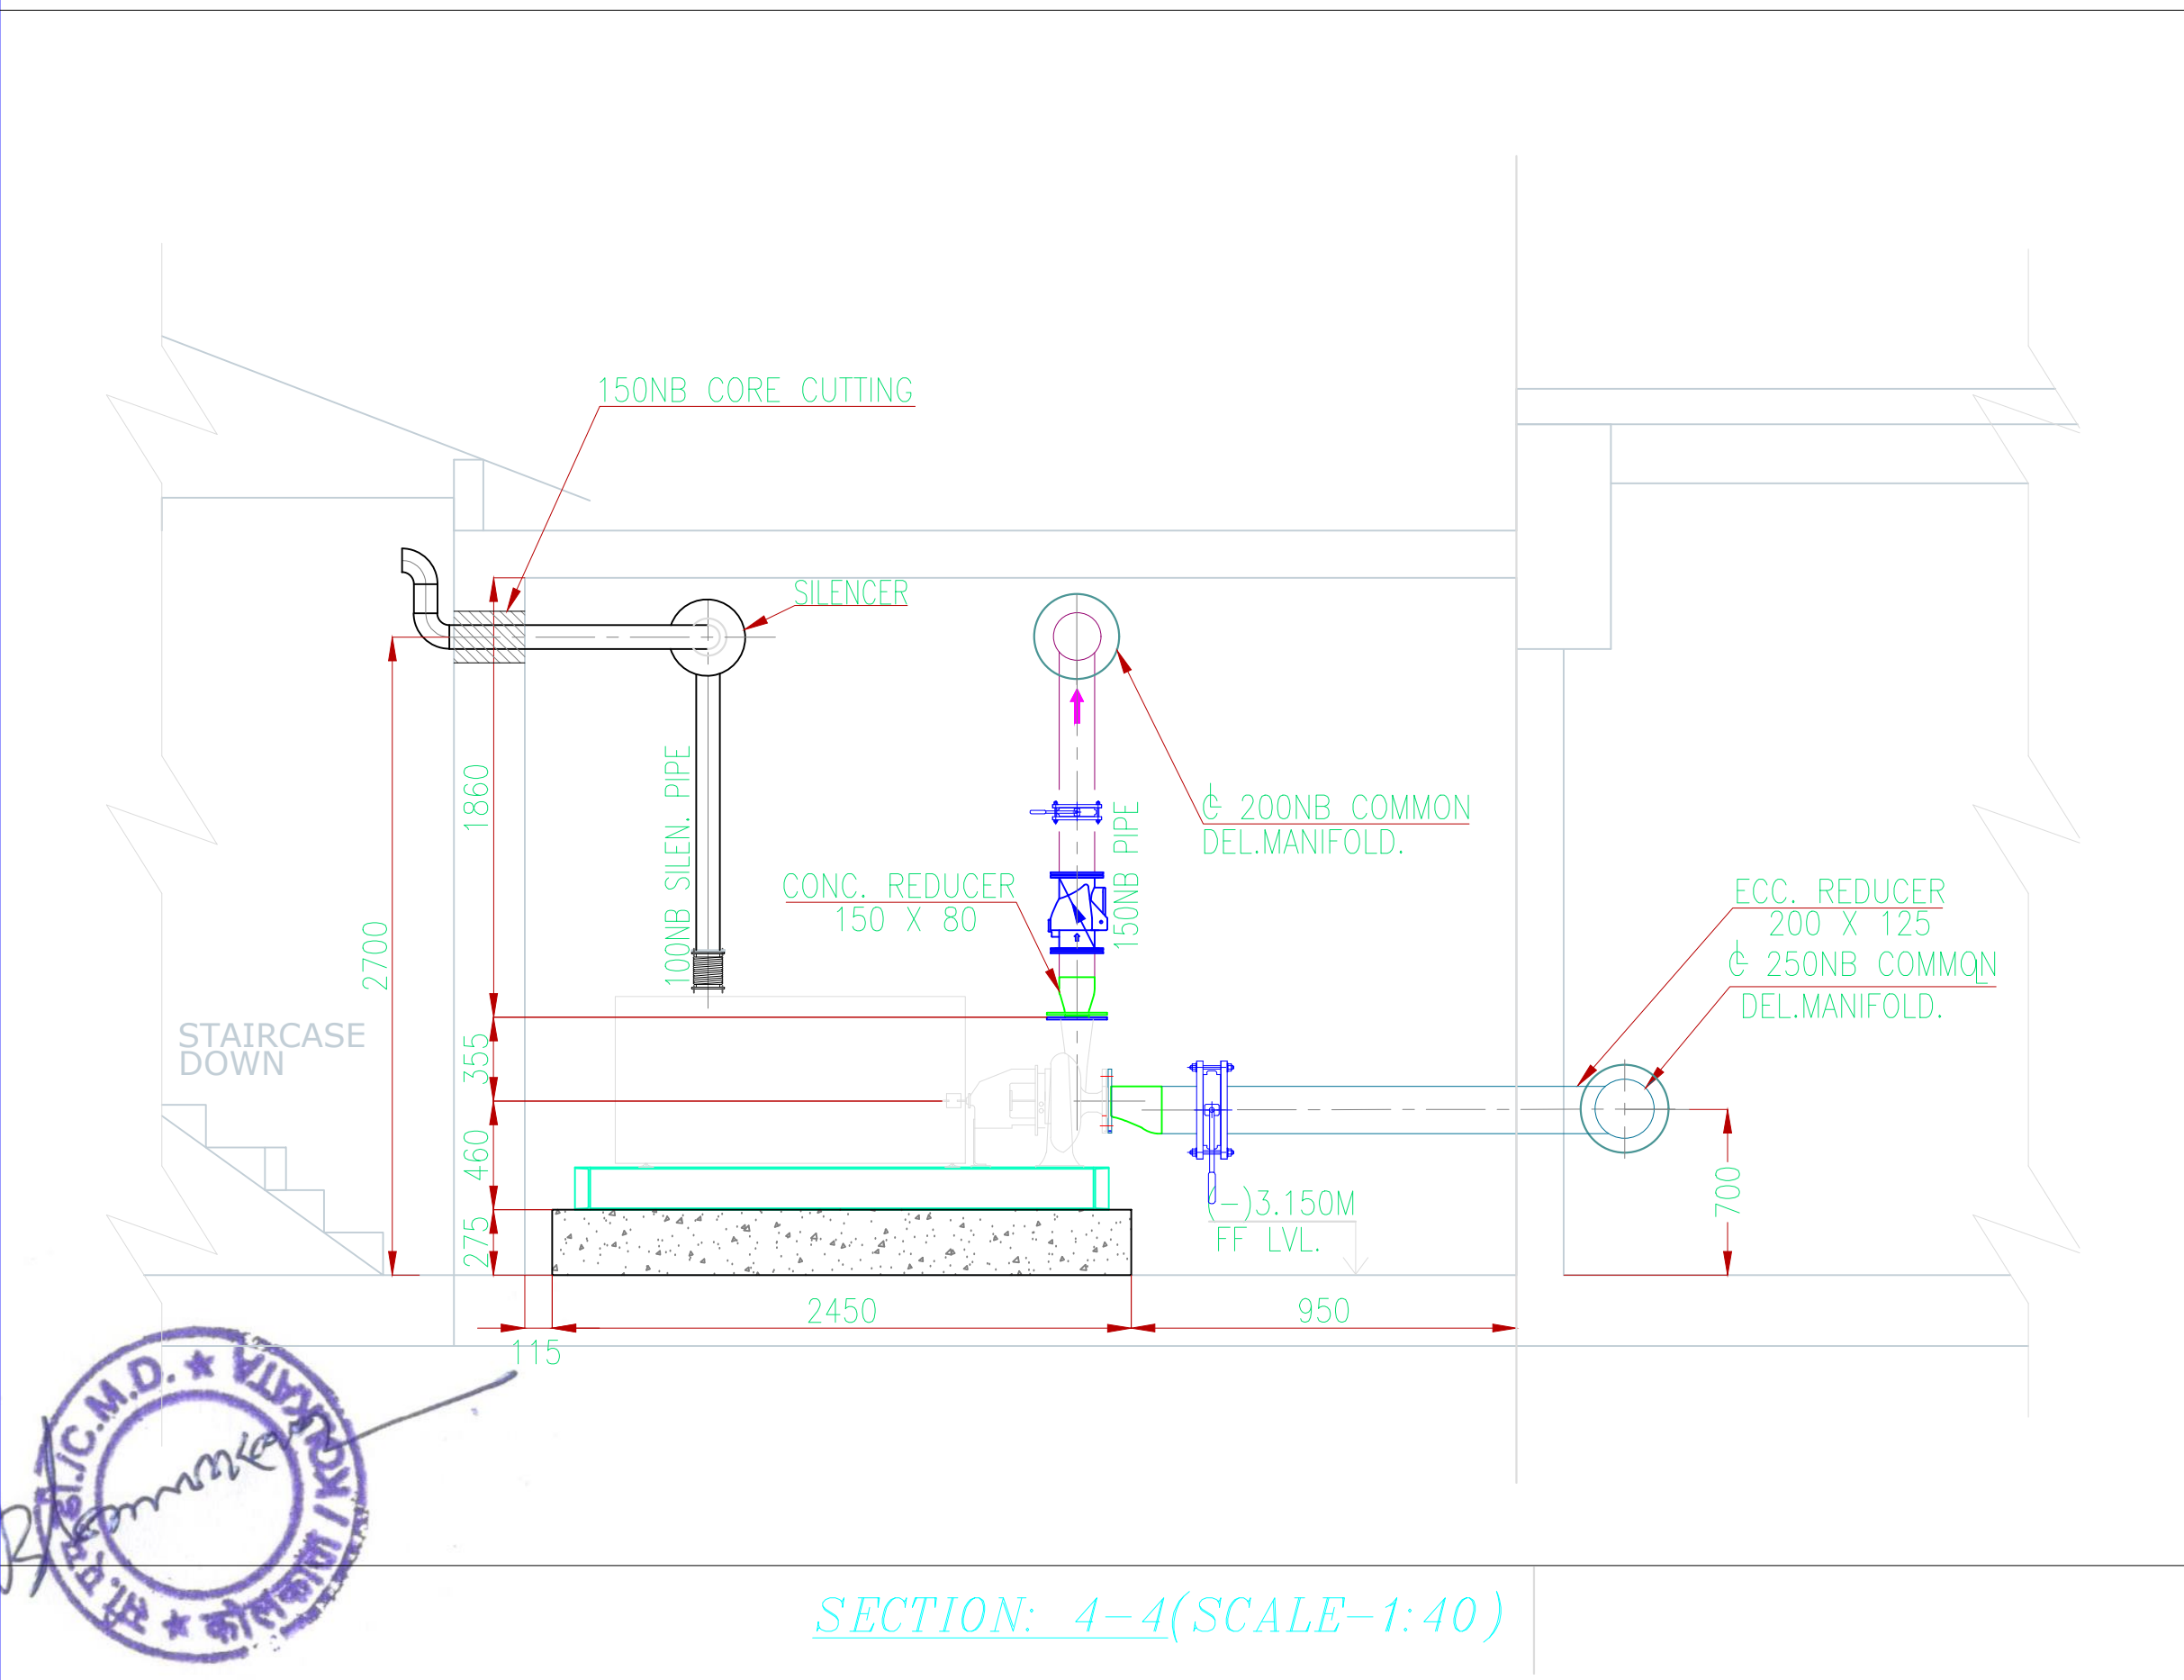 150NB CORE CUTTING
SILENCER
1860
100NB SILEN. PIPE
150NB PIPE
℄ 200NB COMMON
DEL.MANIFOLD.
CONC. REDUCER
150 X 80
ECC. REDUCER
200 X 125
℄ 250NB COMMON
DEL.MANIFOLD.
2700
STAIRCASE
DOWN
355
460
275
700
(-)3.150M
FF LVL.
2450
950
115
C.M.D. ★ KOLKATA / कोलकाता ★
SECTION: 4-4(SCALE-1:40)